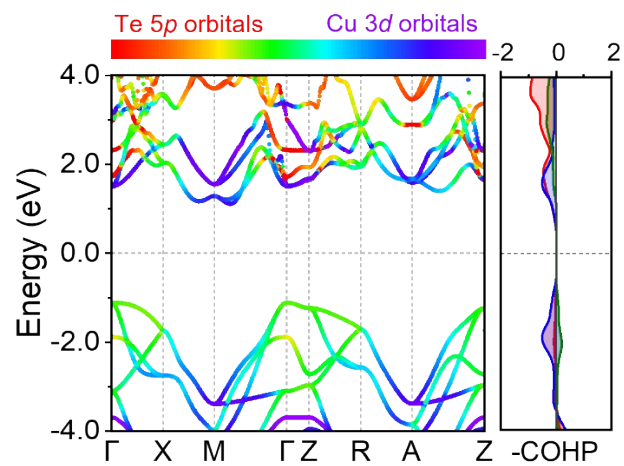 Te 5p orbitals Cu 3d orbitals
-2 0 2
4.0
2.0
0.0
-2.0
-4.0
Energy (eV)
Γ X M Γ Z R A Z
-COHP